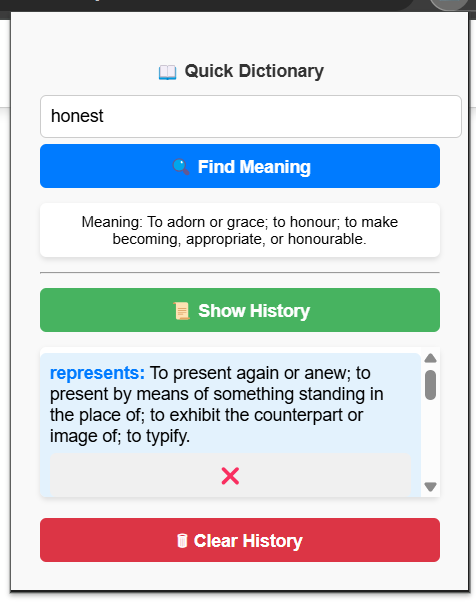 Quick Dictionary
honest
Find Meaning
Meaning: To adorn or grace; to honour; to make
becoming, appropriate, or honourable.
Show History
represents: To present again or anew; to
present by means of something standing in
the place of; to exhibit the counterpart or
image of; to typify.
Clear History